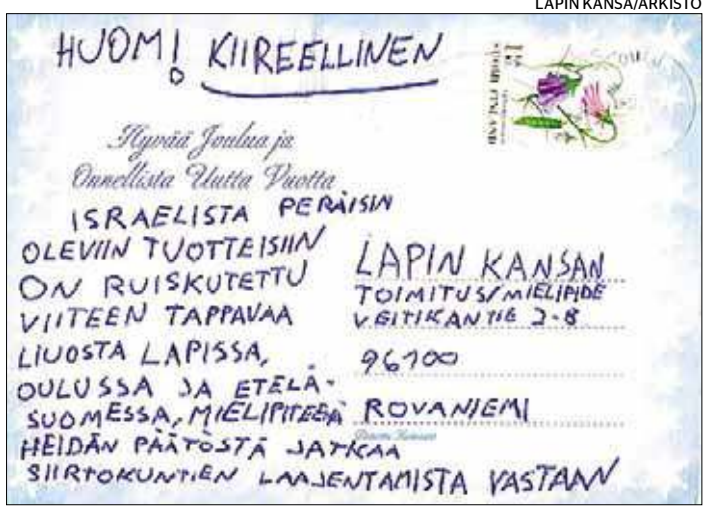 LAPIN KANSA/ARKISTO
HUOM! KIIREELLINEN
SUOMI FINLAND
Hyvää Joulua ja
Onnellista Uutta Vuotta
ISRAELISTA PERÄISIN
OLEVIIN TUOTTEISIIN
ON RUISKUTETTU
VIITEEN TAPPAVAA
LIUOSTA LAPISSA,
OULUSSA JA ETELÄ-
SUOMESSA, MIELIPITEEÄ
HEIDÄN PÄÄTÖSTÄ JATKAA
SIIRTOKUNTIEN LAAJENTAMISTA VASTAAN
LAPIN KANSAN
TOIMITUS/MIELIPIDE
VEITIKANTIE 2-8
96100
ROVANIEMI